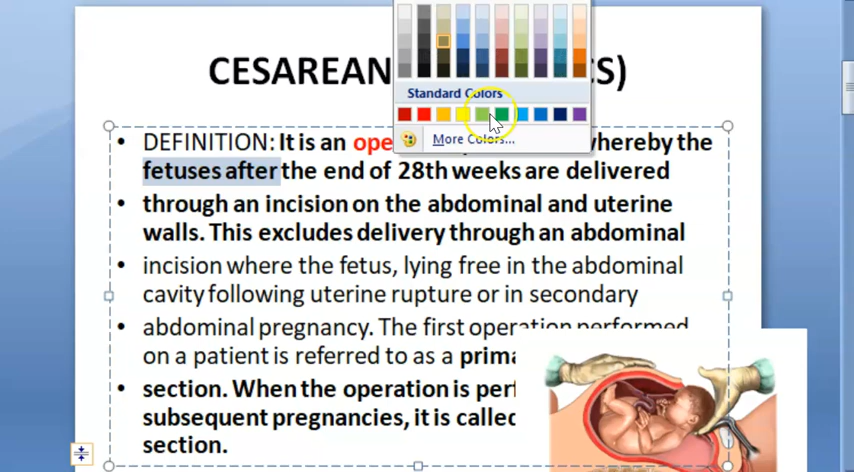 CESAREAN S)
Standard Colors
More Colors...
• DEFINITION: It is an ope whereby the
fetuses after the end of 28th weeks are delivered
• through an incision on the abdominal and uterine
walls. This excludes delivery through an abdominal
• incision where the fetus, lying free in the abdominal
cavity following uterine rupture or in secondary
• abdominal pregnancy. The first operation performed
on a patient is referred to as a prima
• section. When the operation is perf
subsequent pregnancies, it is called
section.